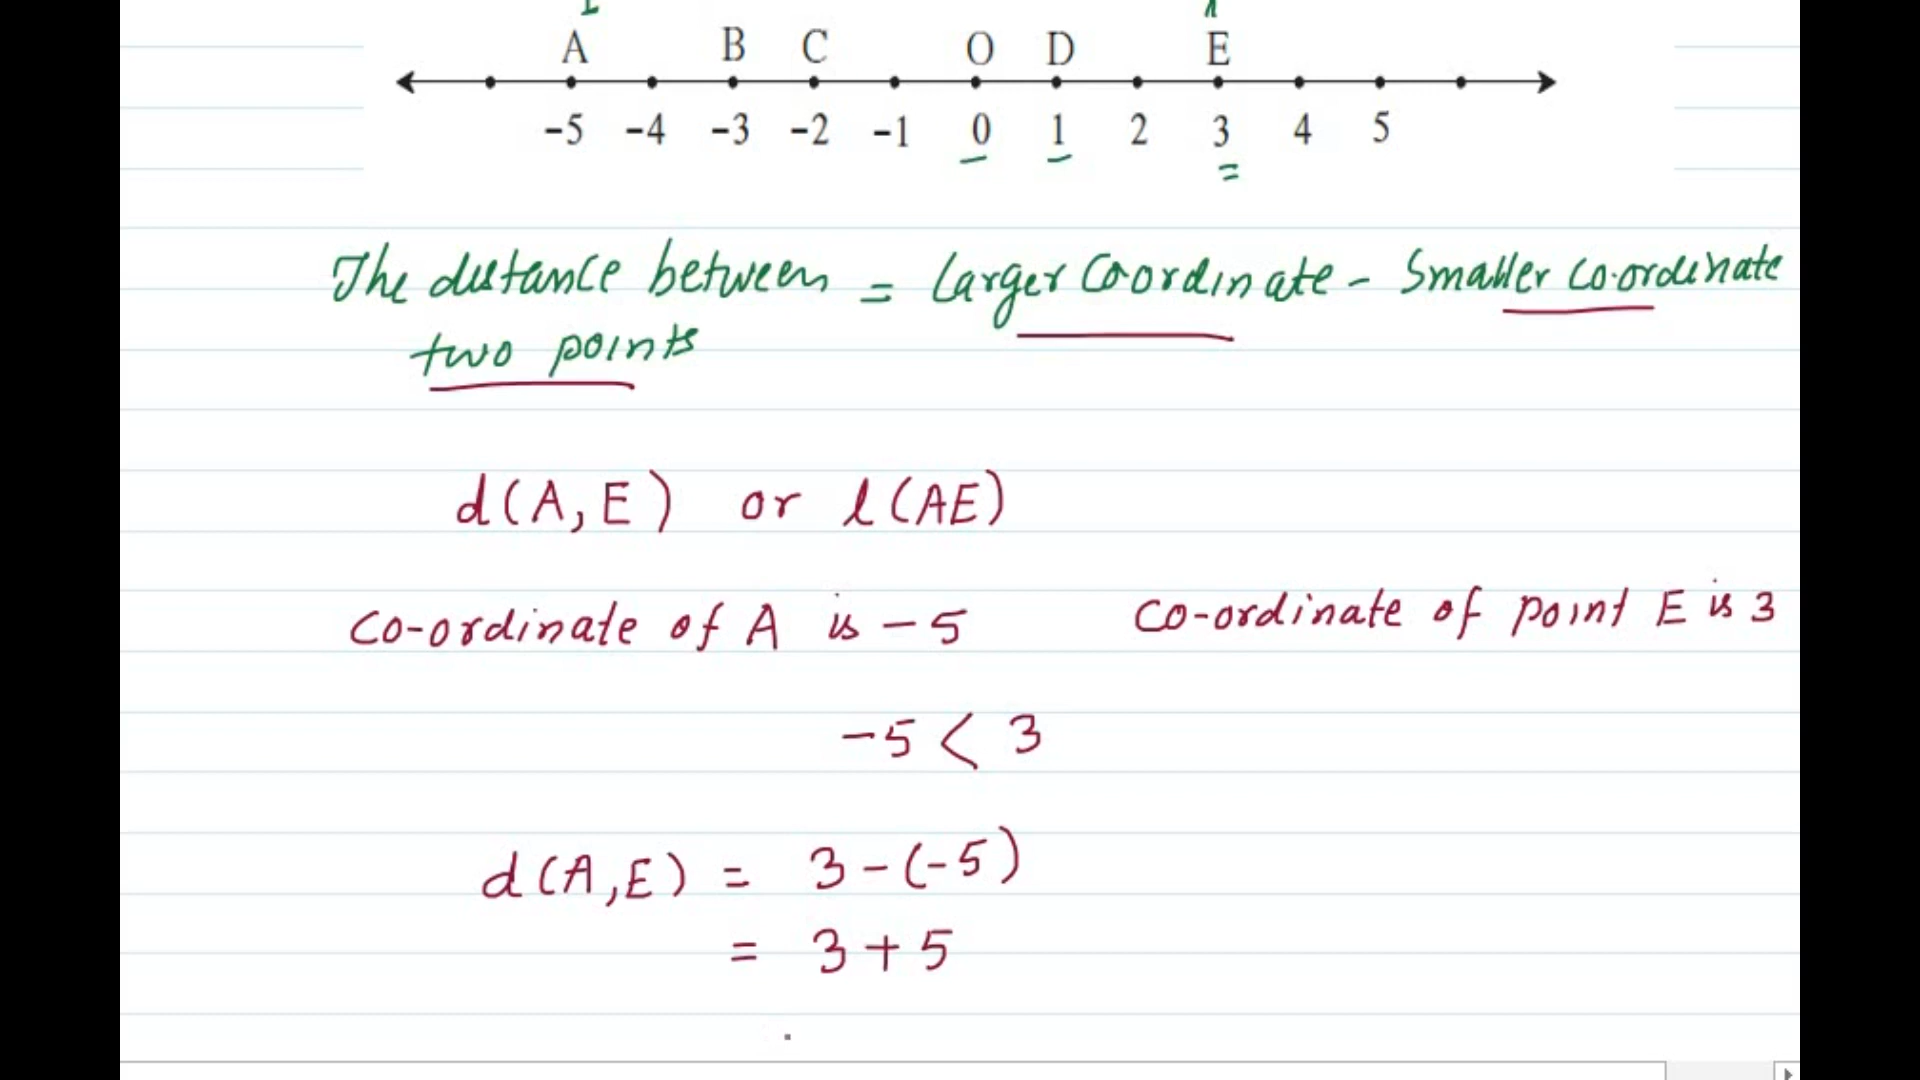 A B C O D E
-5 -4 -3 -2 -1 0 1 2 3 4 5
The distance between = Larger Coordinate - Smaller co-ordinate
two points
d(A, E) or l(AE)
Co-ordinate of A is -5 Co-ordinate of point E is 3
-5 < 3
d(A,E) = 3-(-5)
= 3+5